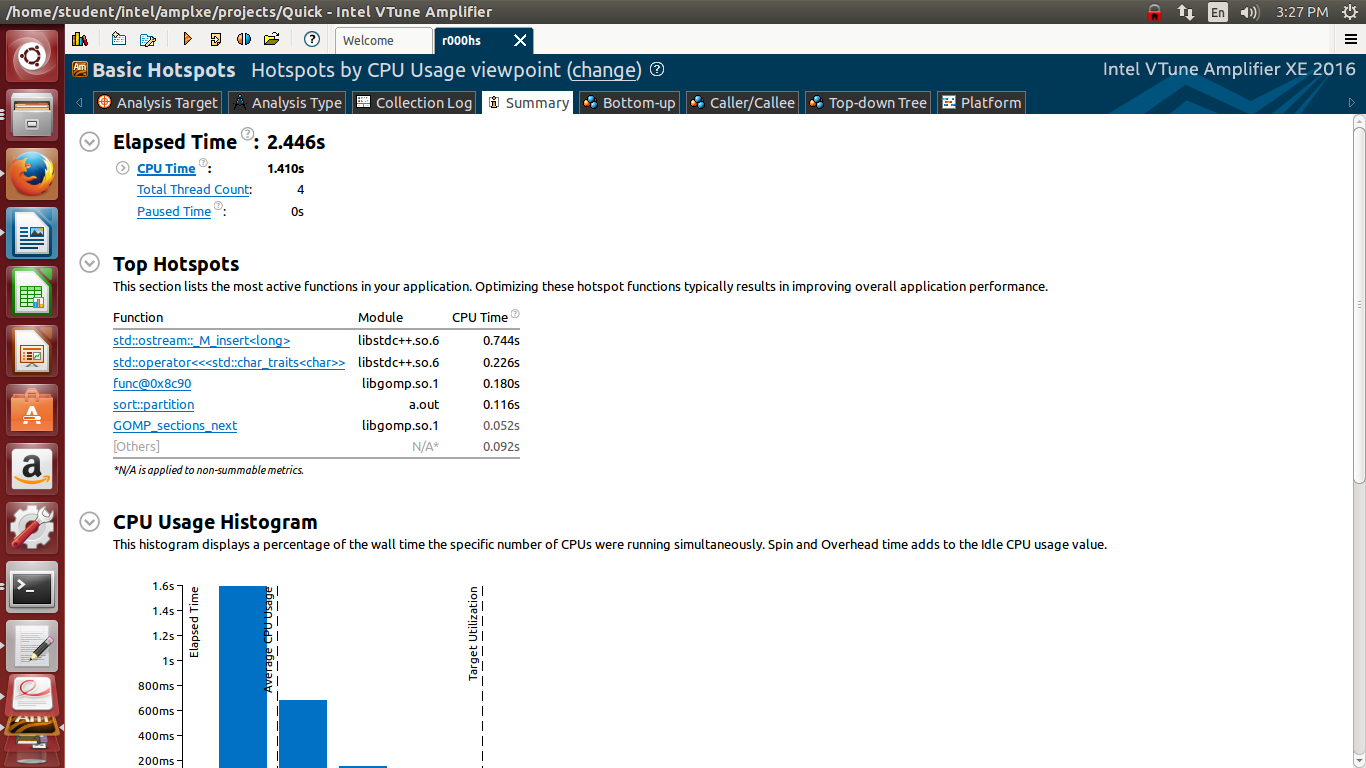 /home/student/intel/amplxe/projects/Quick - Intel VTune Amplifier
En
3:27 PM
Welcome
r000hs
Basic Hotspots Hotspots by CPU Usage viewpoint (change)
Intel VTune Amplifier XE 2016
Analysis Target
Analysis Type
Collection Log
Summary
Bottom-up
Caller/Callee
Top-down Tree
Platform
Elapsed Time ?: 2.446s
CPU Time ?: 1.410s
Total Thread Count: 4
Paused Time ?: 0s
Top Hotspots
This section lists the most active functions in your application. Optimizing these hotspot functions typically results in improving overall application performance.
Function Module CPU Time ?
std::ostream::_M_insert<long> libstdc++.so.6 0.744s
std::operator<<<std::char_traits<char>> libstdc++.so.6 0.226s
func@0x8c90 libgomp.so.1 0.180s
sort::partition a.out 0.116s
GOMP_sections_next libgomp.so.1 0.052s
[Others] N/A* 0.092s
*N/A is applied to non-summable metrics.
CPU Usage Histogram
This histogram displays a percentage of the wall time the specific number of CPUs were running simultaneously. Spin and Overhead time adds to the Idle CPU usage value.
1.6s
1.4s
1.2s
1s
800ms
600ms
400ms
200ms
Elapsed Time
Average CPU Usage
Target Utilization